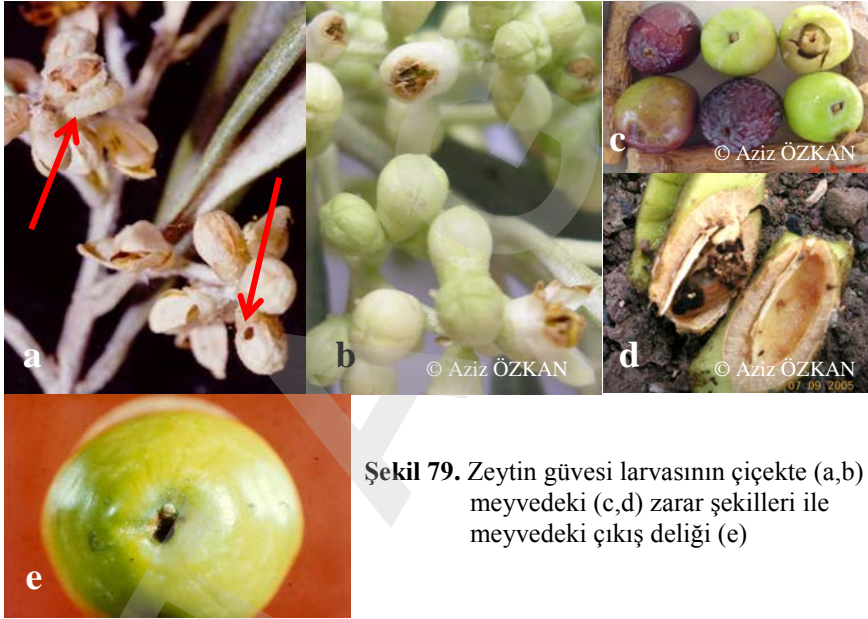 a
b
© Aziz ÖZKAN
c
© Aziz ÖZKAN
d
© Aziz ÖZKAN
07 09 2005
e
Şekil 79. Zeytin güvesi larvasının çiçekte (a,b)
meyvedeki (c,d) zarar şekilleri ile
meyvedeki çıkış deliği (e)